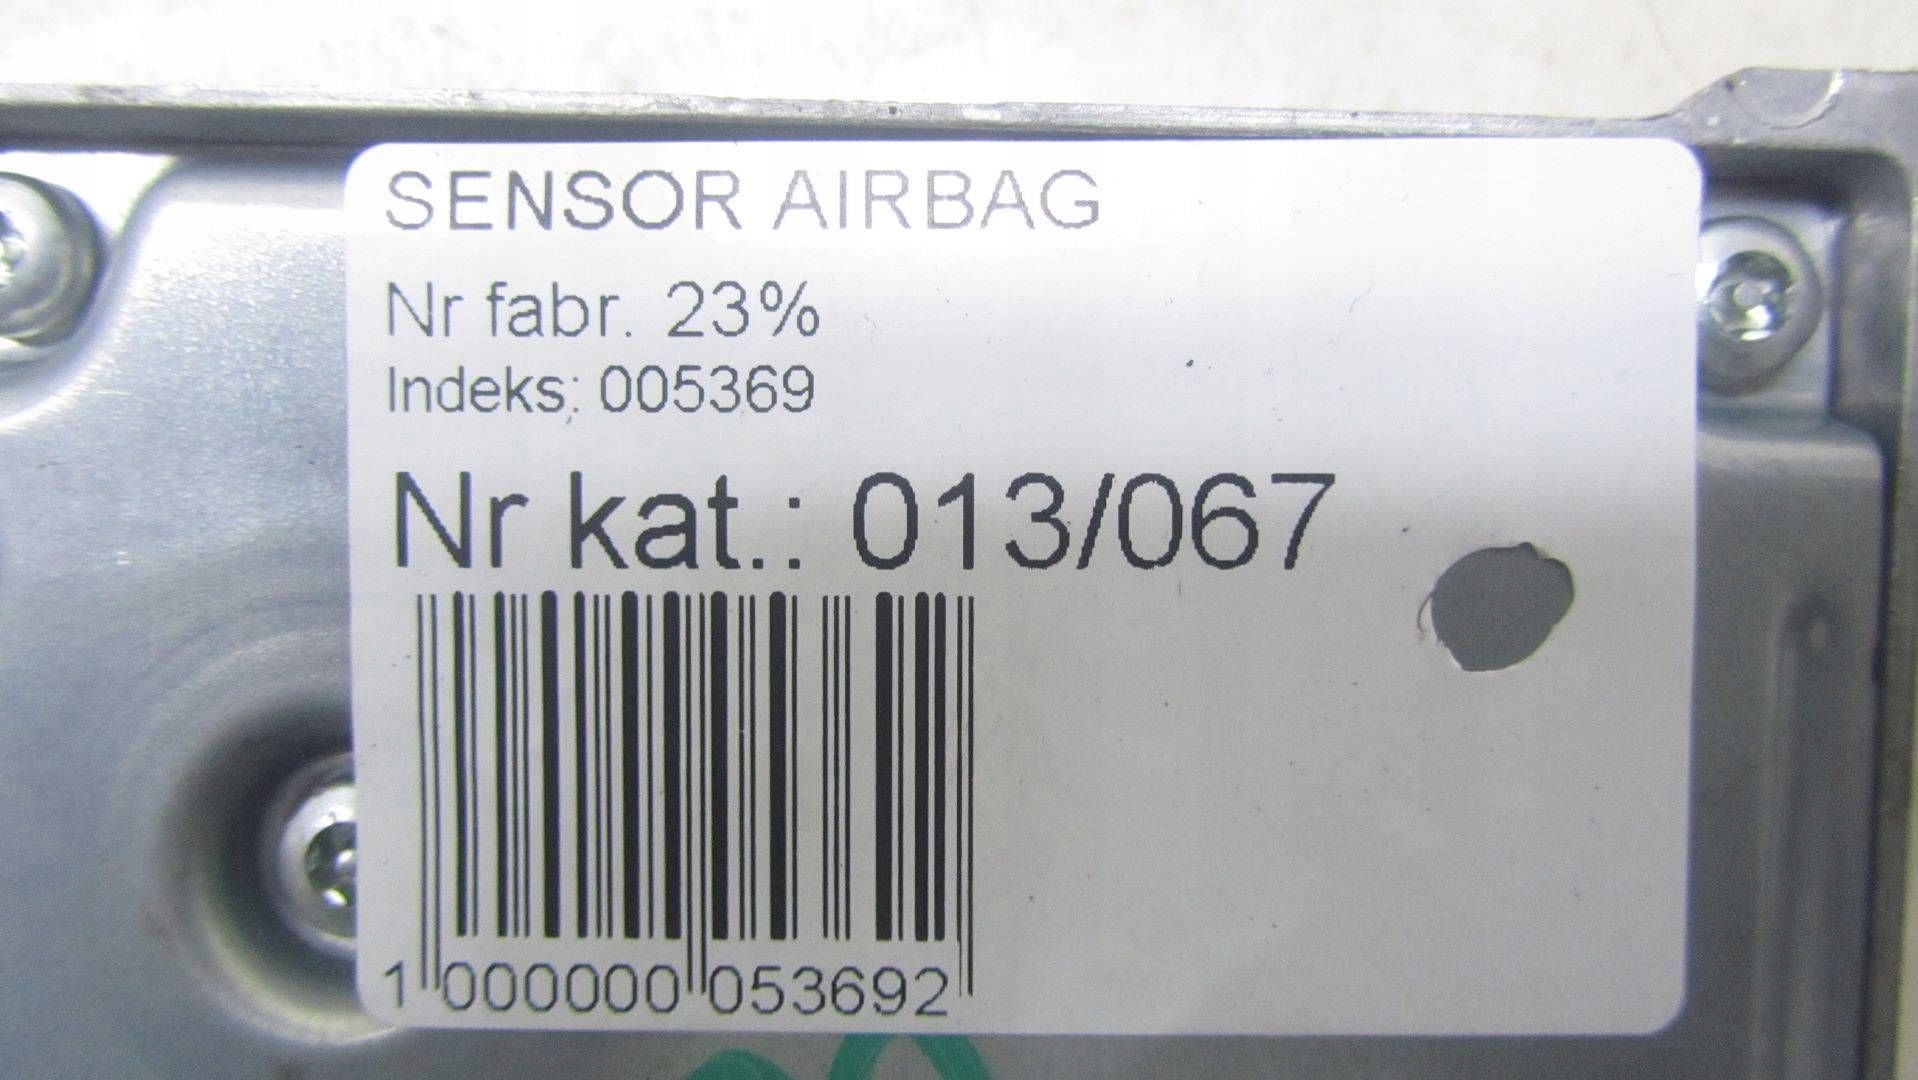 SENSOR AIRBAG
Nr fabr. 23%
Indeks: 005369
Nr kat.: 013/067
1 000000 053692